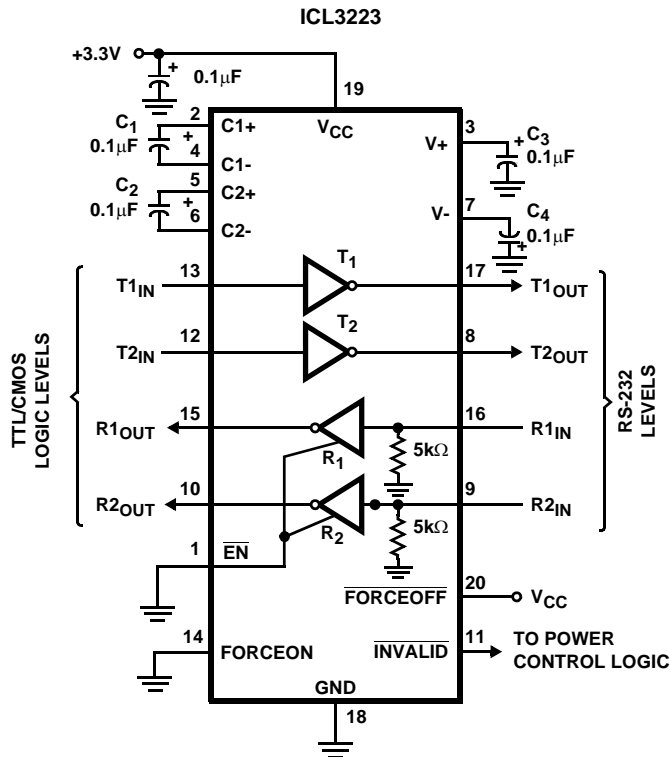 ICL3223
+3.3V
+
0.1μF
19
VCC
C1
0.1μF
+
2
C1+
4
C1-
C2
0.1μF
+
5
C2+
6
C2-
3
V+
+
C3
0.1μF
7
V-
C4
0.1μF
+
T1IN
13
T1
17
T1OUT
T2IN
12
T2
8
T2OUT
R1OUT
15
R1
16
R1IN
5kΩ
R2OUT
10
R2
9
R2IN
5kΩ
TTL/CMOS
LOGIC LEVELS
RS-232
LEVELS
1
EN
FORCEOFF
20
VCC
14
FORCEON
INVALID
11
TO POWER
CONTROL LOGIC
GND
18